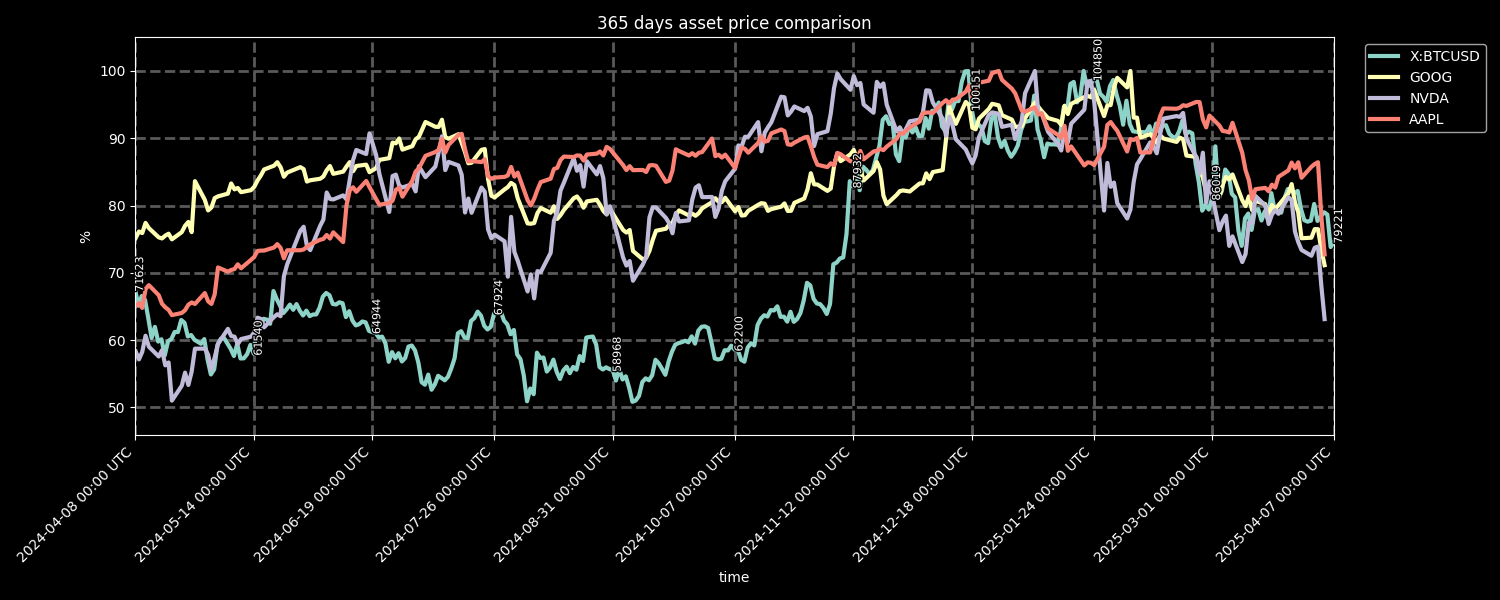 365 days asset price comparison
X:BTCUSD
GOOG
NVDA
AAPL
%
100
90
80
70
60
50
71623
61540
64944
67924
58968
62200
87932
100151
104850
86019
79221
2024-04-08 00:00 UTC
2024-05-14 00:00 UTC
2024-06-19 00:00 UTC
2024-07-26 00:00 UTC
2024-08-31 00:00 UTC
2024-10-07 00:00 UTC
2024-11-12 00:00 UTC
2024-12-18 00:00 UTC
2025-01-24 00:00 UTC
2025-03-01 00:00 UTC
2025-04-07 00:00 UTC
time